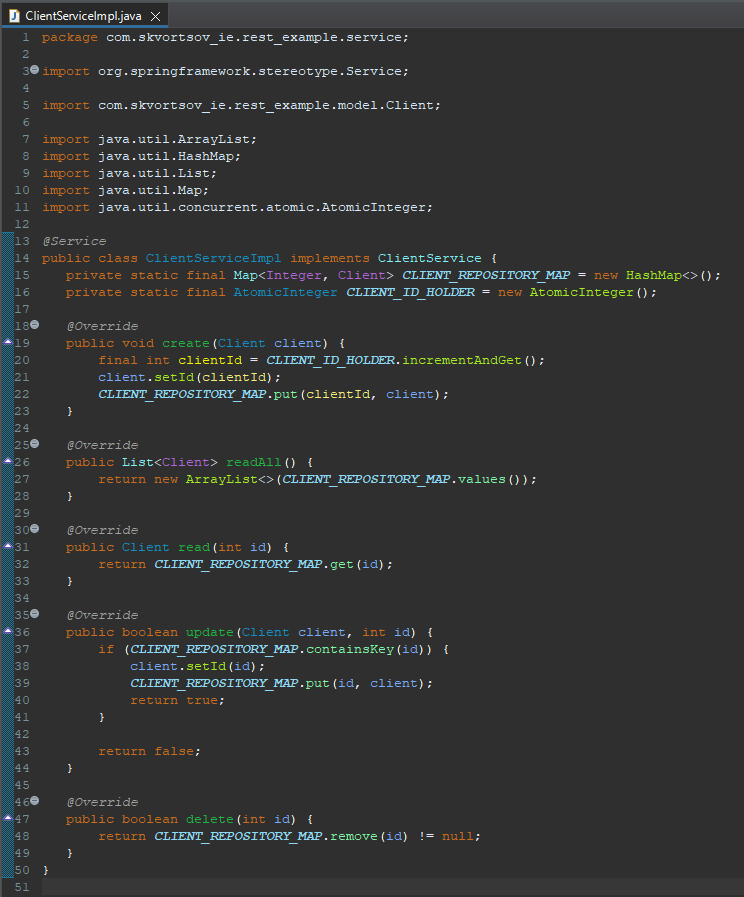 ClientServiceImpl.java
1 package com.skvortsov_ie.rest_example.service;
2
3 import org.springframework.stereotype.Service;
4
5 import com.skvortsov_ie.rest_example.model.Client;
6
7 import java.util.ArrayList;
8 import java.util.HashMap;
9 import java.util.List;
10 import java.util.Map;
11 import java.util.concurrent.atomic.AtomicInteger;
12
13 @Service
14 public class ClientServiceImpl implements ClientService {
15    private static final Map<Integer, Client> CLIENT_REPOSITORY_MAP = new HashMap<>();
16    private static final AtomicInteger CLIENT_ID_HOLDER = new AtomicInteger();
17
18    @Override
19    public void create(Client client) {
20        final int clientId = CLIENT_ID_HOLDER.incrementAndGet();
21        client.setId(clientId);
22        CLIENT_REPOSITORY_MAP.put(clientId, client);
23    }
24
25    @Override
26    public List<Client> readAll() {
27        return new ArrayList<>(CLIENT_REPOSITORY_MAP.values());
28    }
29
30    @Override
31    public Client read(int id) {
32        return CLIENT_REPOSITORY_MAP.get(id);
33    }
34
35    @Override
36    public boolean update(Client client, int id) {
37        if (CLIENT_REPOSITORY_MAP.containsKey(id)) {
38            client.setId(id);
39            CLIENT_REPOSITORY_MAP.put(id, client);
40            return true;
41        }
42
43        return false;
44    }
45
46    @Override
47    public boolean delete(int id) {
48        return CLIENT_REPOSITORY_MAP.remove(id) != null;
49    }
50 }
51